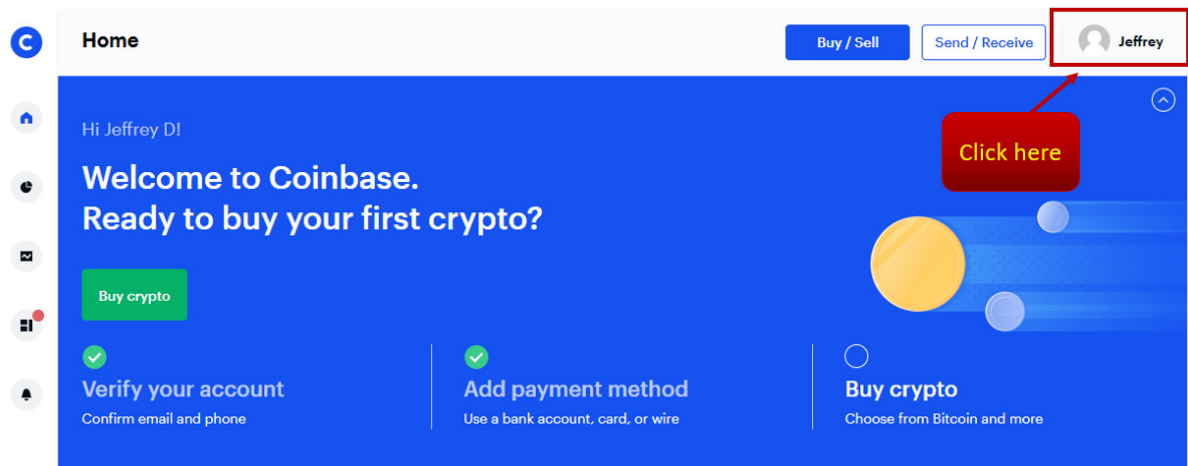 C
Home
Buy / Sell
Send / Receive
Jeffrey
Hi Jeffrey D!
Click here
Welcome to Coinbase.
Ready to buy your first crypto?
Buy crypto
Verify your account
Confirm email and phone
Add payment method
Use a bank account, card, or wire
Buy crypto
Choose from Bitcoin and more